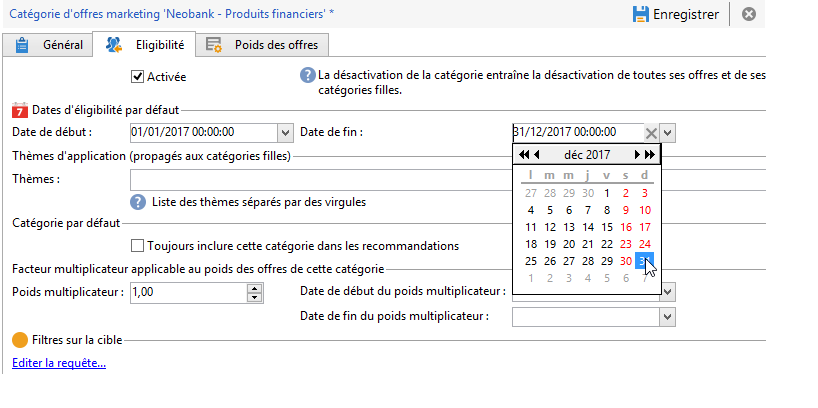 Catégorie d'offres marketing 'Neobank - Produits financiers' *
Enregistrer
Général
Eligibilité
Poids des offres
Activée
La désactivation de la catégorie entraîne la désactivation de toutes ses offres et de ses
catégories filles.
7 Dates d'éligibilité par défaut
Date de début :
01/01/2017 00:00:00
Date de fin :
31/12/2017 00:00:00
Thèmes d'application (propagés aux catégories filles)
déc 2017
Thèmes :
l m m j v s d
27 28 29 30 1 2 3
Liste des thèmes séparés par des virgules
4 5 6 7 8 9 10
Catégorie par défaut
11 12 13 14 15 16 17
Toujours inclure cette catégorie dans les recommandations
18 19 20 21 22 23 24
Facteur multiplicateur applicable au poids des offres de cette catégorie
25 26 27 28 29 30 31
1 2 3 4 5 6 7
Poids multiplicateur :
1,00
Date de début du poids multiplicateur :
Date de fin du poids multiplicateur :
Filtres sur la cible
Editer la requête...